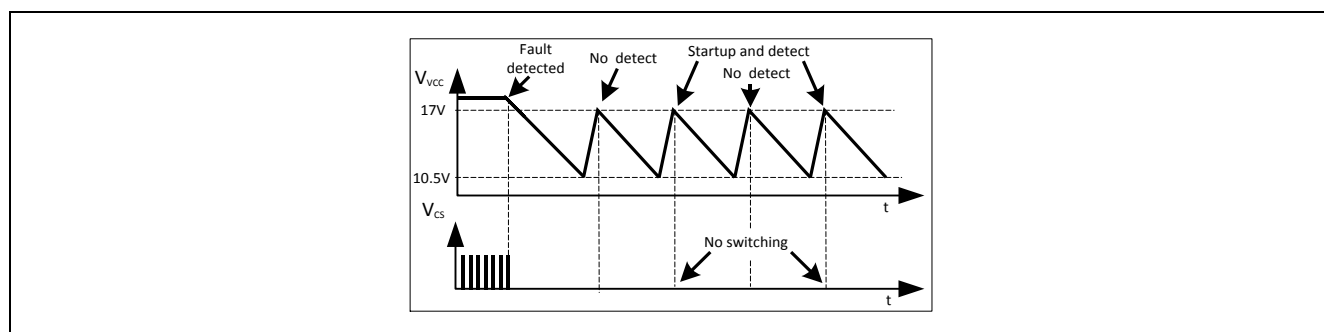 Fault
detected
No detect
Startup and detect
No detect
VVCC
17V
10.5V
t
VCS
No switching
t